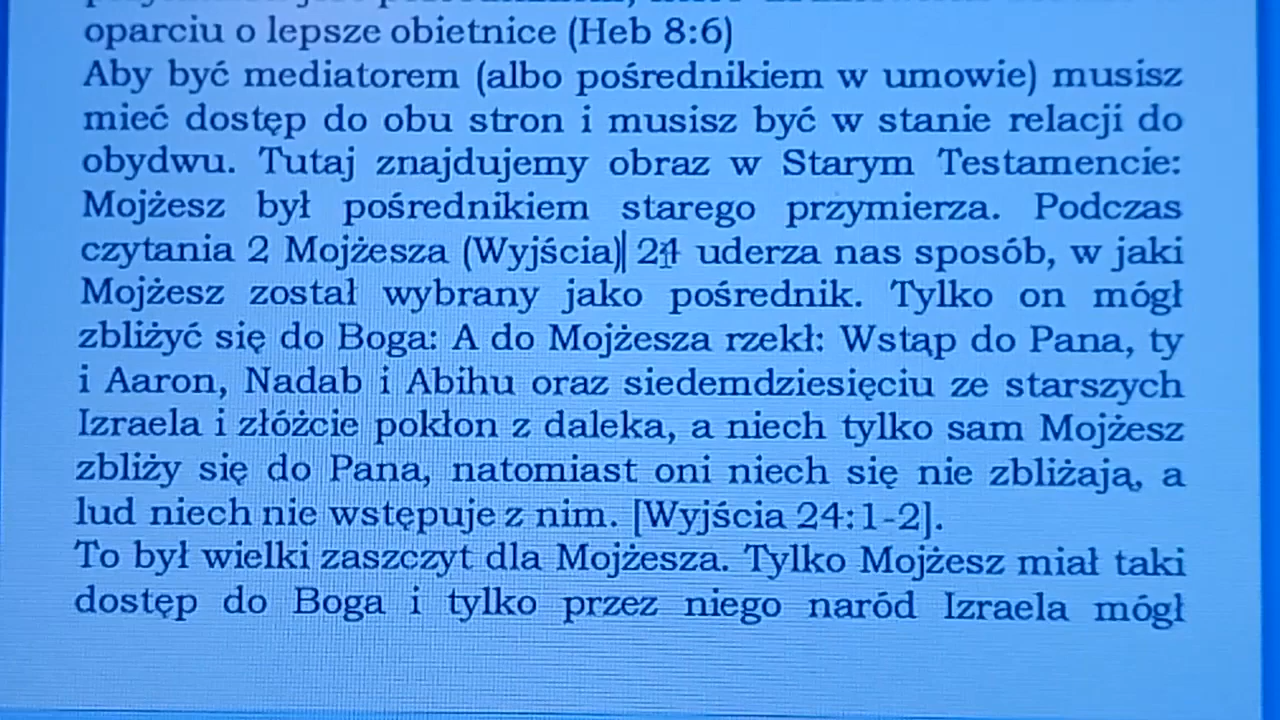 oparciu o lepsze obietnice (Heb 8:6)
Aby być mediatorem (albo pośrednikiem w umowie) musisz
mieć dostęp do obu stron i musisz być w stanie relacji do
obydwu. Tutaj znajdujemy obraz w Starym Testamencie:
Mojżesz był pośrednikiem starego przymierza. Podczas
czytania 2 Mojżesza (Wyjścia) 24 uderza nas sposób, w jaki
Mojżesz został wybrany jako pośrednik. Tylko on mógł
zbliżyć się do Boga: A do Mojżesza rzekł: Wstąp do Pana, ty
i Aaron, Nadab i Abihu oraz siedemdziesięciu ze starszych
Izraela i złóżcie pokłon z daleka, a niech tylko sam Mojżesz
zbliży się do Pana, natomiast oni niech się nie zbliżają, a
lud niech nie wstępuje z nim. [Wyjścia 24:1-2].
To był wielki zaszczyt dla Mojżesza. Tylko Mojżesz miał taki
dostęp do Boga i tylko przez niego naród Izraela mógł